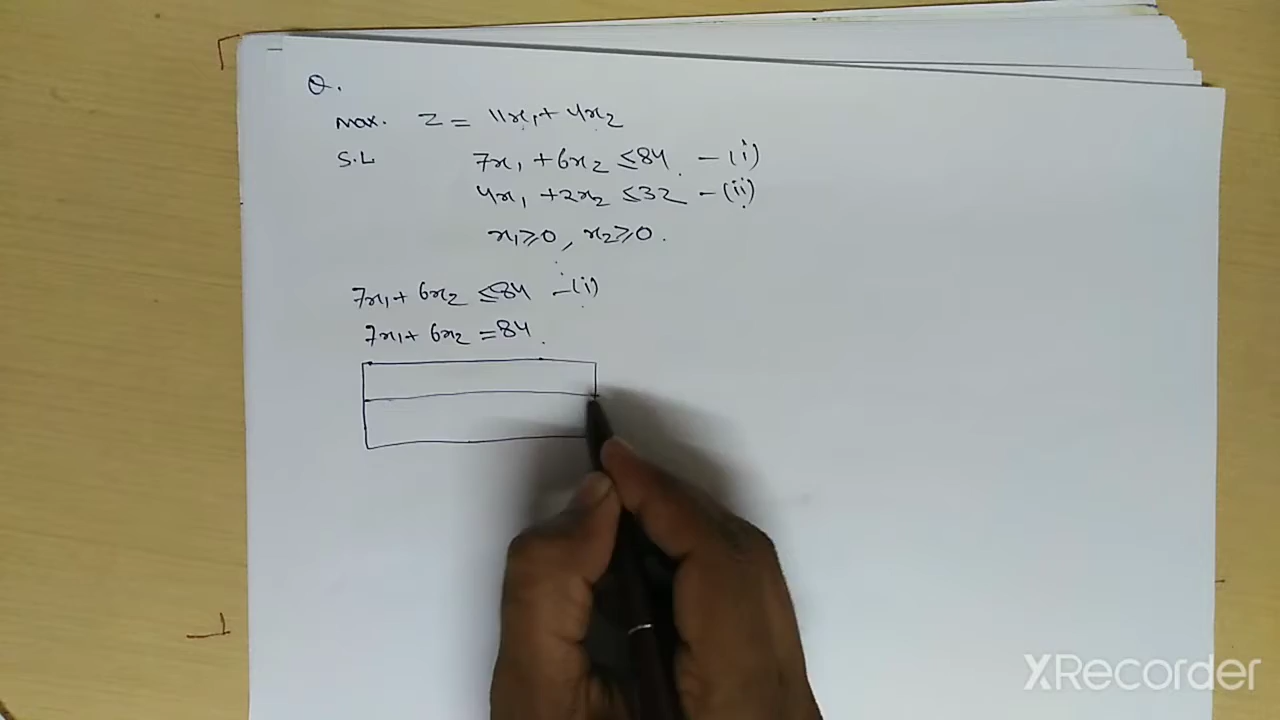 Q.
Max. Z = 11x₁ + 4x₂
S.t. 7x₁ + 6x₂ ≤ 84 - (i)
4x₁ + 2x₂ ≤ 32 - (ii)
x₁ ≥ 0, x₂ ≥ 0.
7x₁ + 6x₂ ≤ 84 - (i)
7x₁ + 6x₂ = 84.
XRecorder